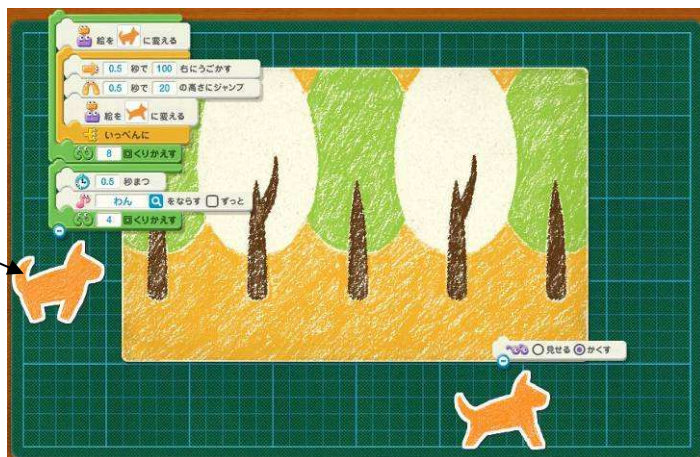 絵を に変える
0.5 秒で 100 右にうごかす
0.5 秒で 20 の高さにジャンプ
絵を に変える
いっぺんに
8 回くりかえす
0.5 秒まつ
わん をならす ずっと
4 回くりかえす
見せる かくす